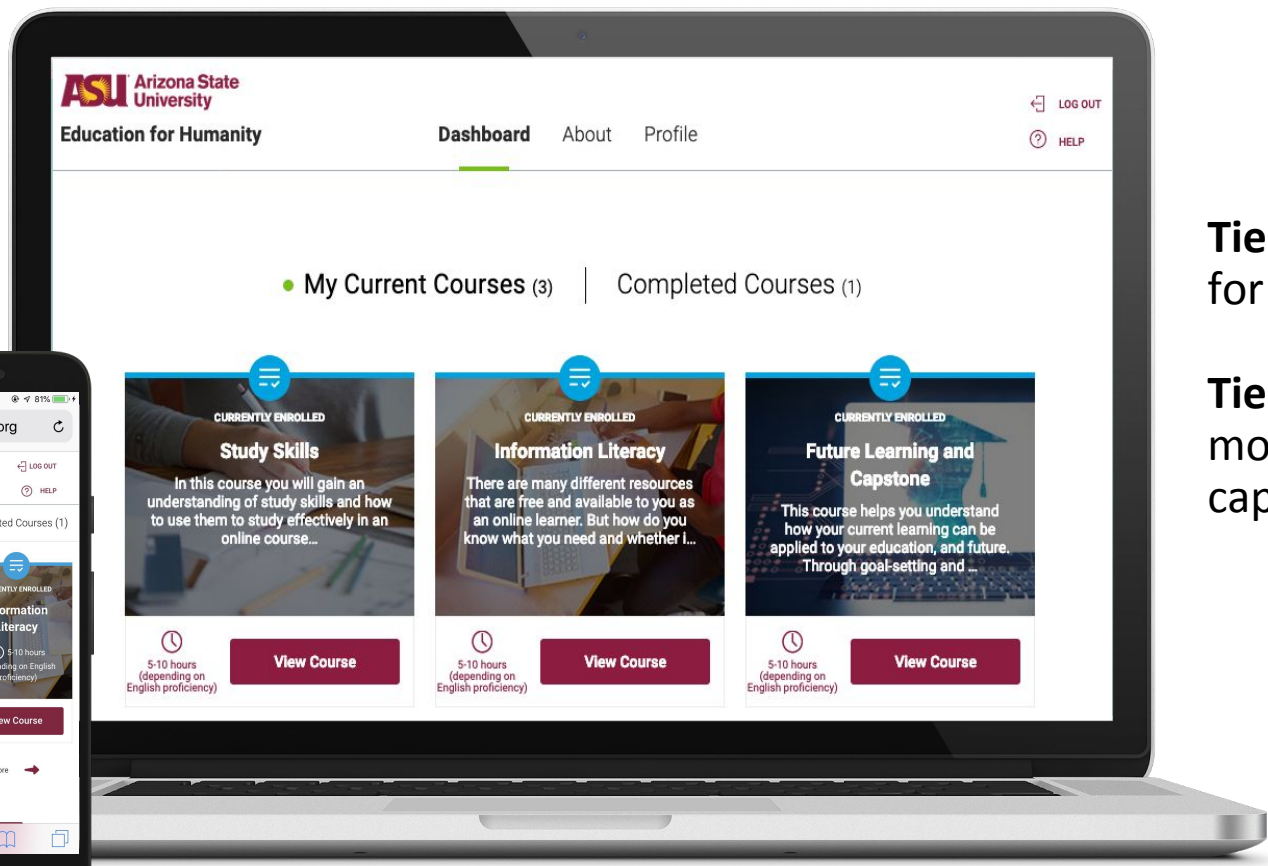 ASU Arizona State
University
Education for Humanity
Dashboard About Profile
LOG OUT
HELP
My Current Courses (3) | Completed Courses (1)
CURRENTLY ENROLLED
Study Skills
In this course you will gain an
understanding of study skills and how
to use them to study effectively in an
online course...
5-10 hours
(depending on
English proficiency)
View Course
CURRENTLY ENROLLED
Information Literacy
There are many different resources
that are free and available to you as
an online learner. But how do you
know what you need and whether i...
5-10 hours
(depending on
English proficiency)
View Course
CURRENTLY ENROLLED
Future Learning and
Capstone
This course helps you understand
how your current learning can be
applied to your education, and future.
Through goal-setting and ...
5-10 hours
(depending on
English proficiency)
View Course
81%
org
LOG OUT
HELP
ted Courses (1)
ENTLY ENROLLED
ormation
iteracy
5-10 hours
nding on English
roficiency)
ew Course
ore
Tie
for
Tie
mo
cap